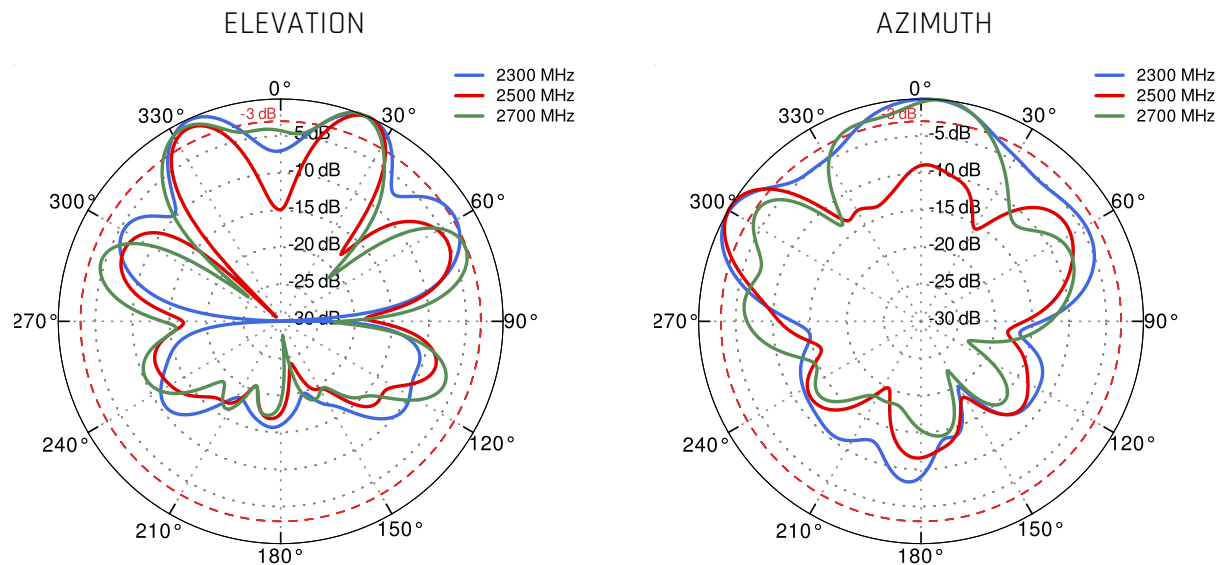 ELEVATION
2300 MHz
2500 MHz
2700 MHz
0°
-3 dB
330°
30°
-5 dB
-10 dB
300°
60°
-15 dB
-20 dB
-25 dB
270°
-30 dB
90°
240°
120°
210°
150°
180°
AZIMUTH
2300 MHz
2500 MHz
2700 MHz
0°
-3 dB
330°
30°
-5 dB
-10 dB
300°
60°
-15 dB
-20 dB
-25 dB
270°
-30 dB
90°
240°
120°
210°
150°
180°